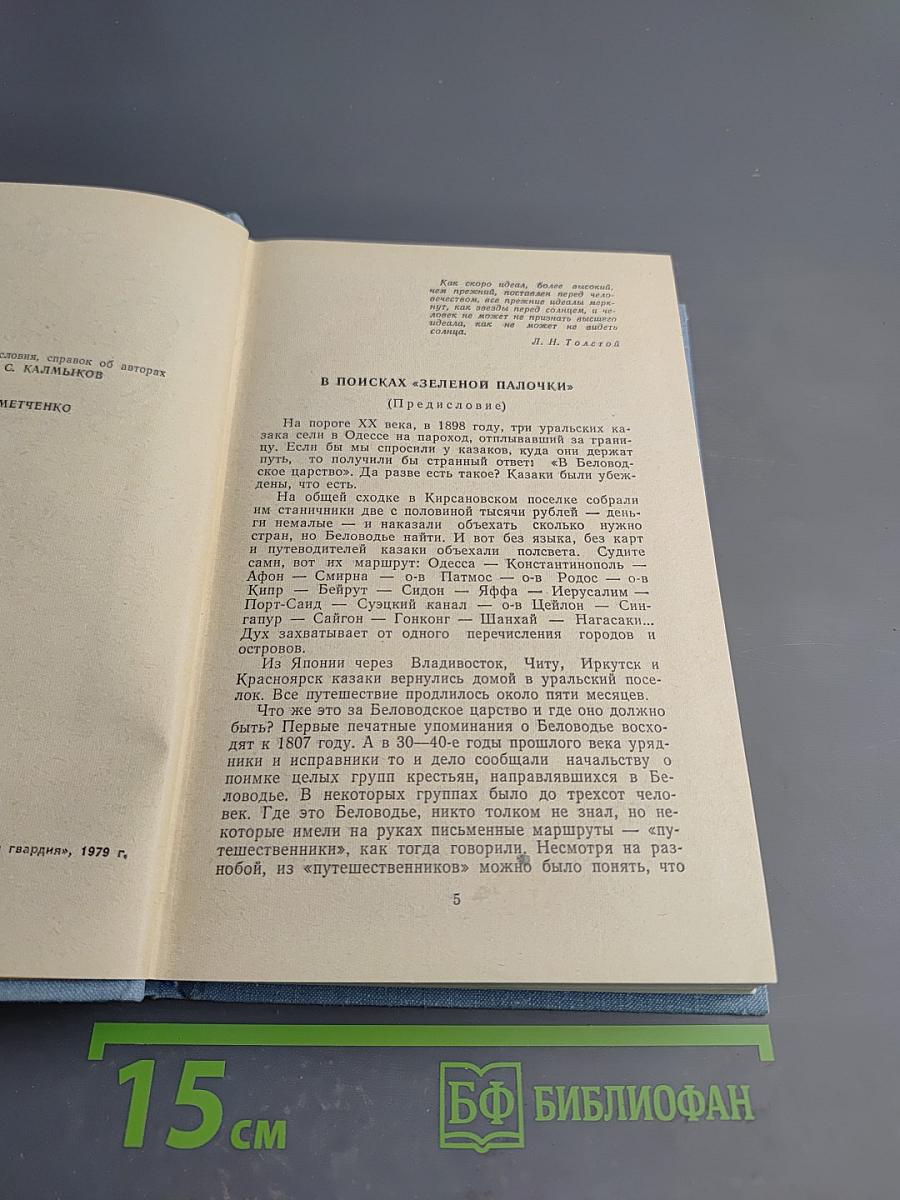 словия, справок об авторах
С. КАЛМЫКОВ
МЕТЧЕНКО
гвардия», 1979 г.
Как скоро идеал, более высокий,
чем прежний, поставлен перед чело-
вечеством, все прежние идеалы мерк-
нут, как звезды перед солнцем, и че-
ловек не может не признать высшего
идеала, как не может не видеть
солнца.
Л. Н. Толстой
В ПОИСКАХ «ЗЕЛЕНОЙ ПАЛОЧКИ»
(Предисловие)
На пороге XX века, в 1898 году, три уральских ка-
зака сели в Одессе на пароход, отплывавший за грани-
цу. Если бы мы спросили у казаков, куда они держат
путь, то получили бы странный ответ: «В Беловод-
ское царство». Да разве есть такое? Казаки были убеж-
дены, что есть.
На общей сходке в Кирсановском поселке собрали
им станичники две с половиной тысячи рублей — день-
ги немалые — и наказали объехать сколько нужно
стран, но Беловодье найти. И вот без языка, без карт
и путеводителей казаки объехали полсвета. Судите
сами, вот их маршрут: Одесса — Константинополь —
Афон — Смирна — о-в Патмос — о-в Родос — о-в
Кипр — Бейрут — Сидон — Яффа — Иерусалим —
Порт-Саид — Суэцкий канал — о-в Цейлон — Син-
гапур — Сайгон — Гонконг — Шанхай — Нагасаки...
Дух захватывает от одного перечисления городов и
островов.
Из Японии через Владивосток, Читу, Иркутск и
Красноярск казаки вернулись домой в уральский посе-
лок. Все путешествие продлилось около пяти месяцев.
Что же это за Беловодское царство и где оно должно
быть? Первые печатные упоминания о Беловодье восхо-
дят к 1807 году. А в 30—40-е годы прошлого века уряд-
ники и исправники то и дело сообщали начальству о
поимке целых групп крестьян, направлявшихся в Бе-
ловодье. В некоторых группах было до трехсот чело-
век. Где это Беловодье, никто толком не знал, но не-
которые имели на руках письменные маршруты — «пу-
тешественники», как тогда говорили. Несмотря на раз-
нобой, из «путешественников» можно было понять, что
5
15 см
БФ БИБЛИОФАН